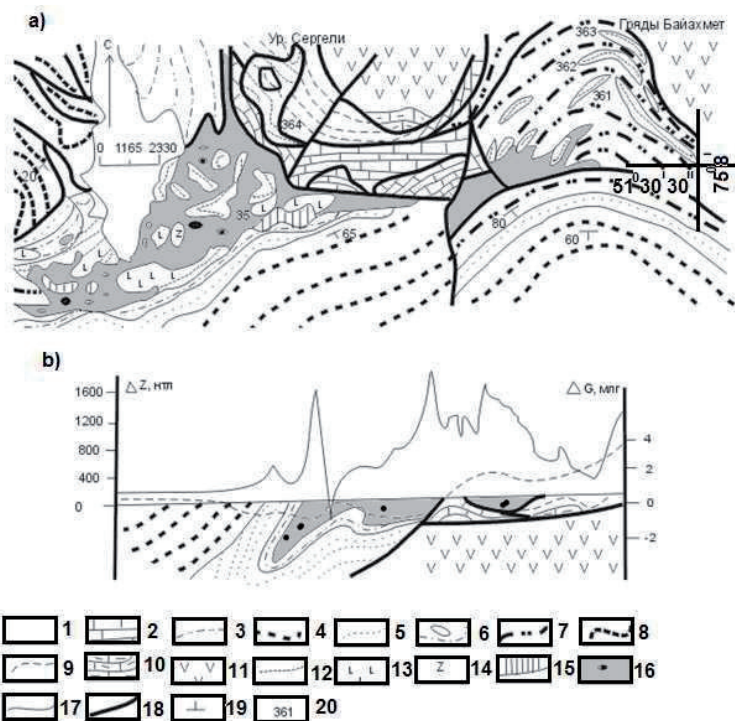 a)
Ур. Сергели
Гряды Байахмет
363
362
361
364
С
0 1165 2330
20
35
65
80
60
51° 30' 30"
75°8'
L L L L L
L Z
L
L L L
V V V V V
b)
△ Z, нтл
△ G, млг
1600
1200
800
400
0
4
2
0
-2
V V V V V
1 2 3 4 5 6 7 8
9 10 11 12 13 14 15 16
V V V L L Z
17 18 19 20
361